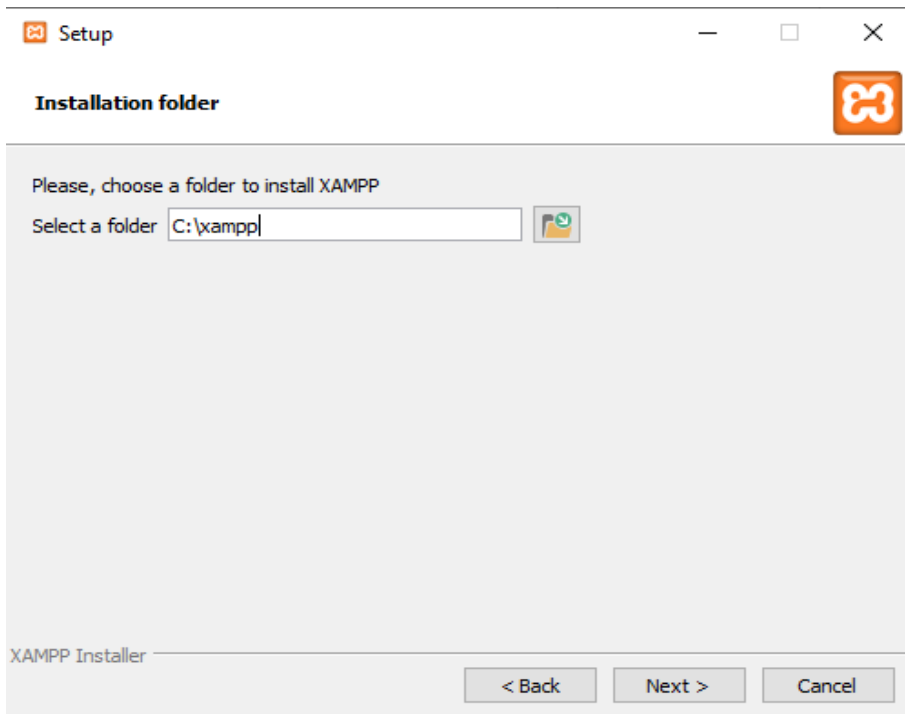 Setup
Installation folder
Please, choose a folder to install XAMPP
Select a folder C:\xampp
XAMPP Installer
< Back Next > Cancel